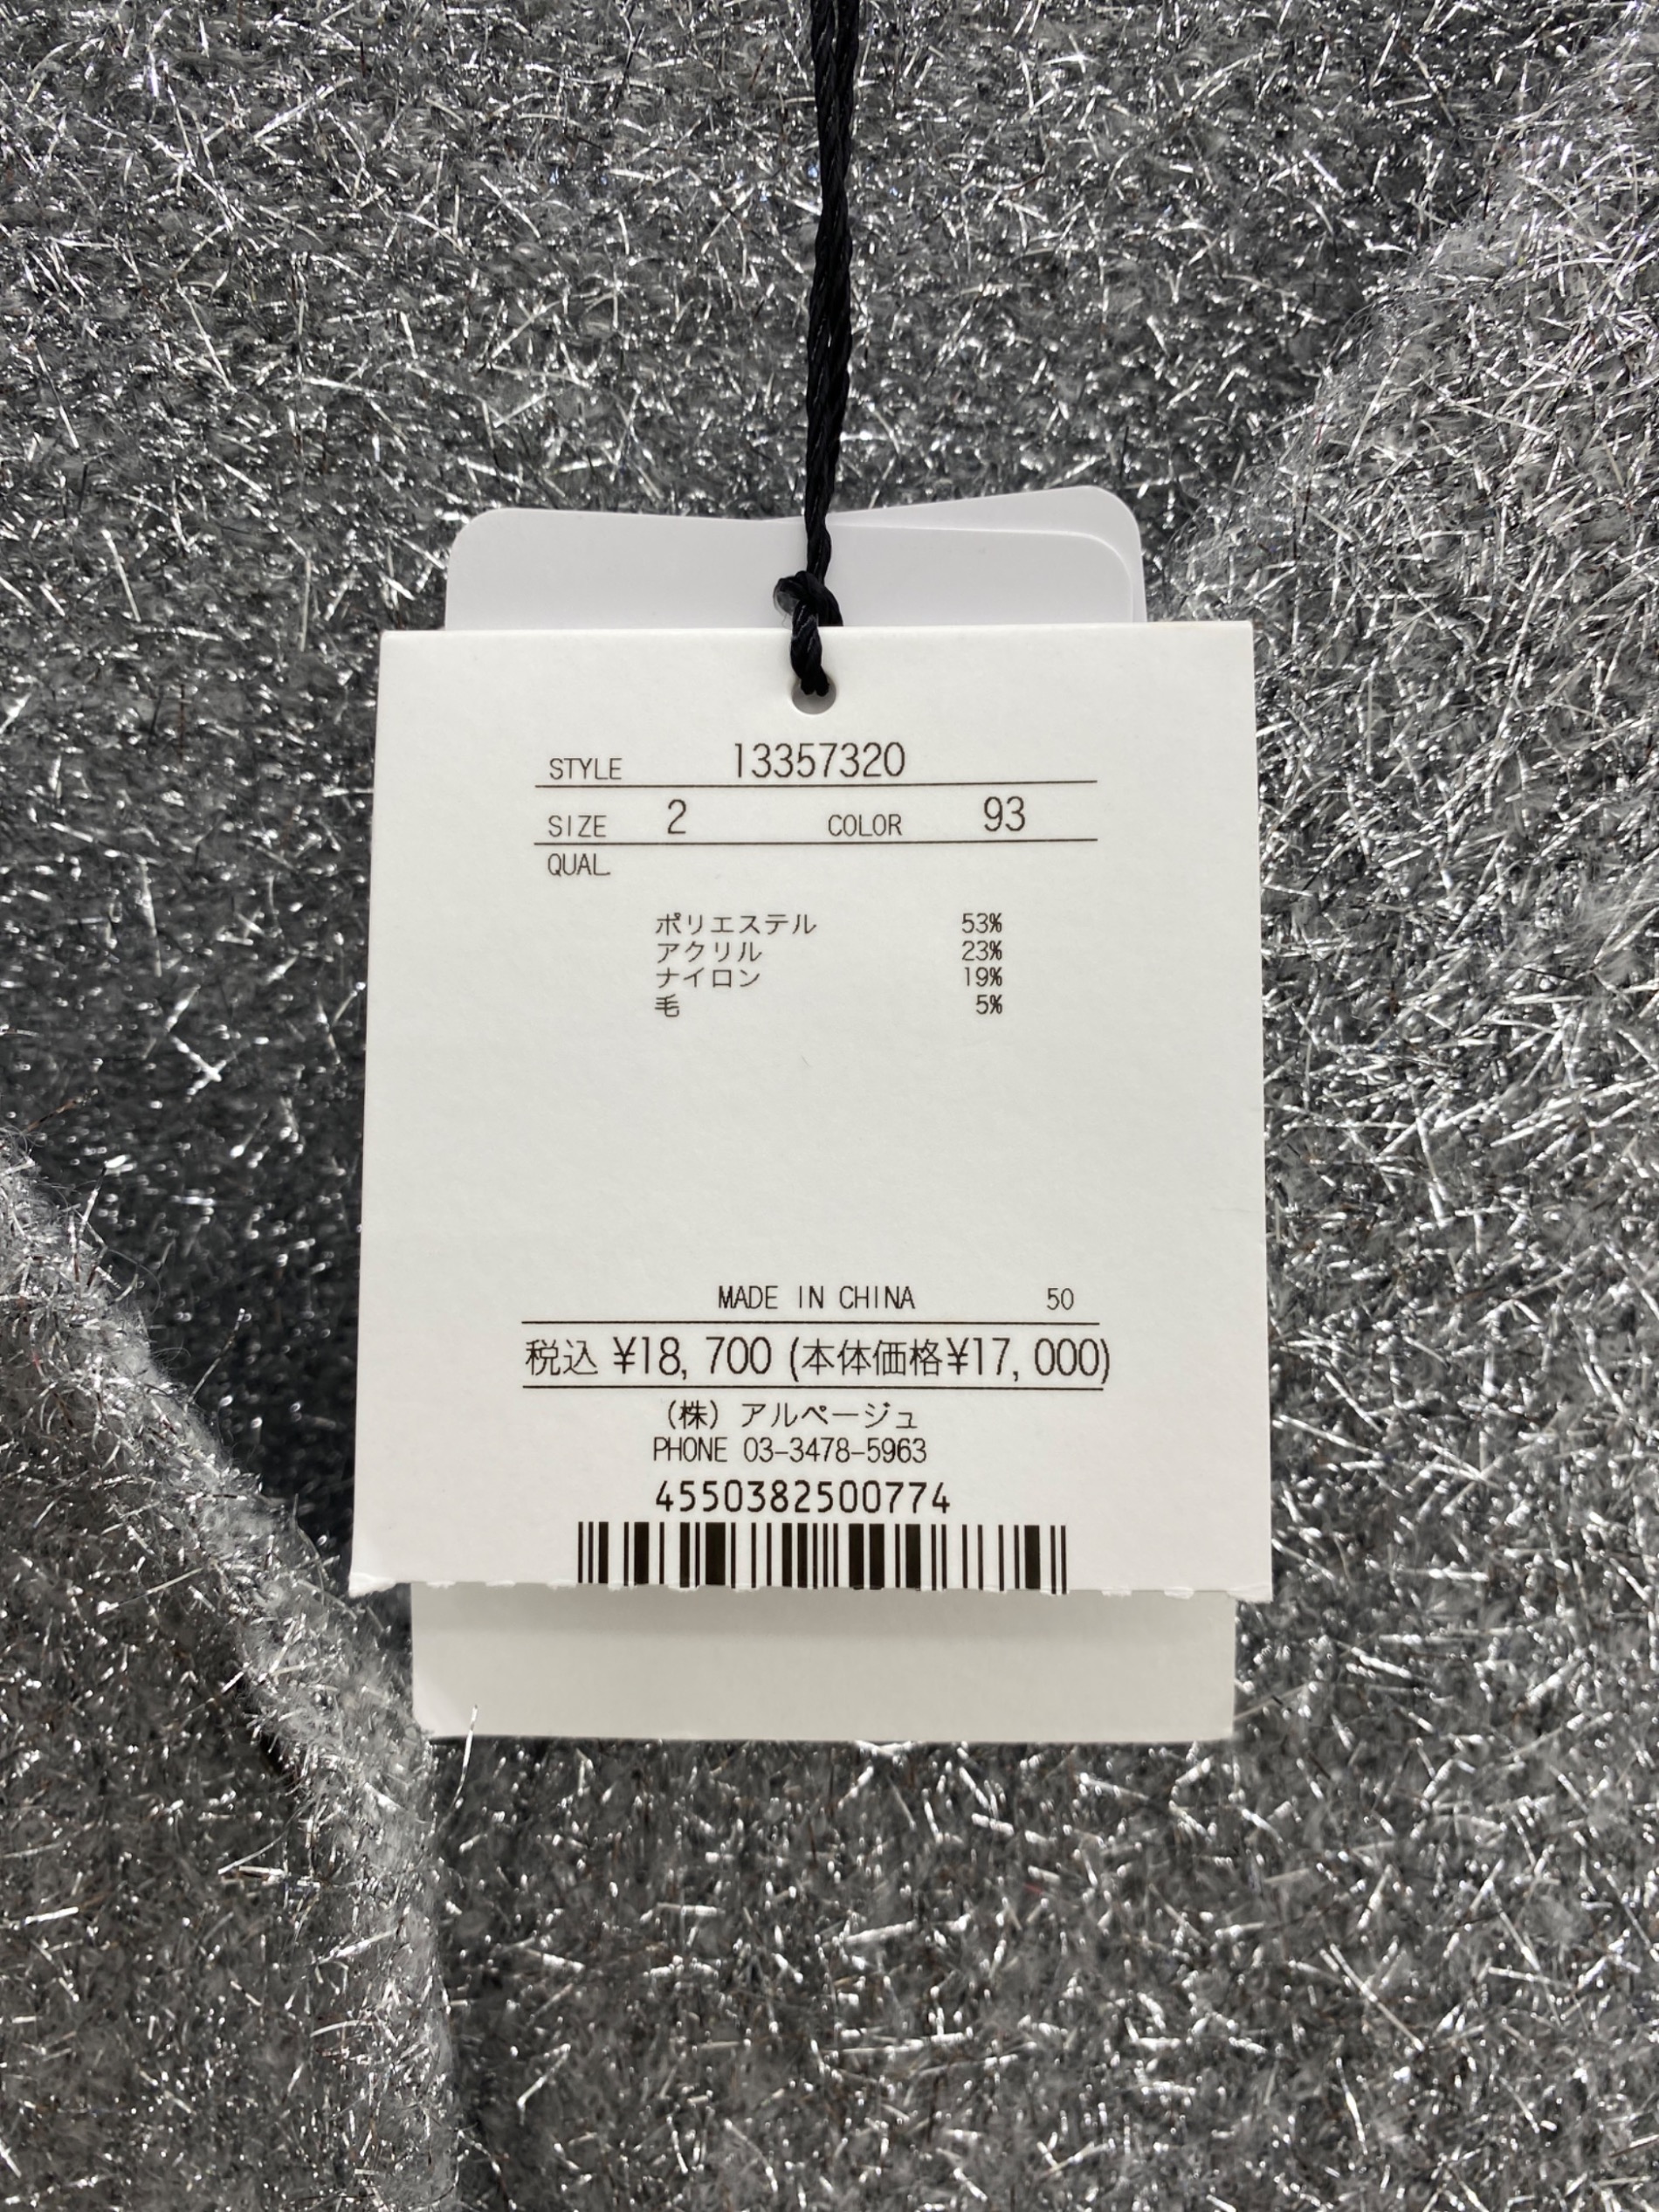 STYLE 13357320
SIZE 2 COLOR 93
QUAL.
ポリエステル 53%
アクリル 23%
ナイロン 19%
毛 5%
MADE IN CHINA 50
税込 ¥18,700 (本体価格¥17,000)
(株) アルページュ
PHONE 03-3478-5963
4550382500774